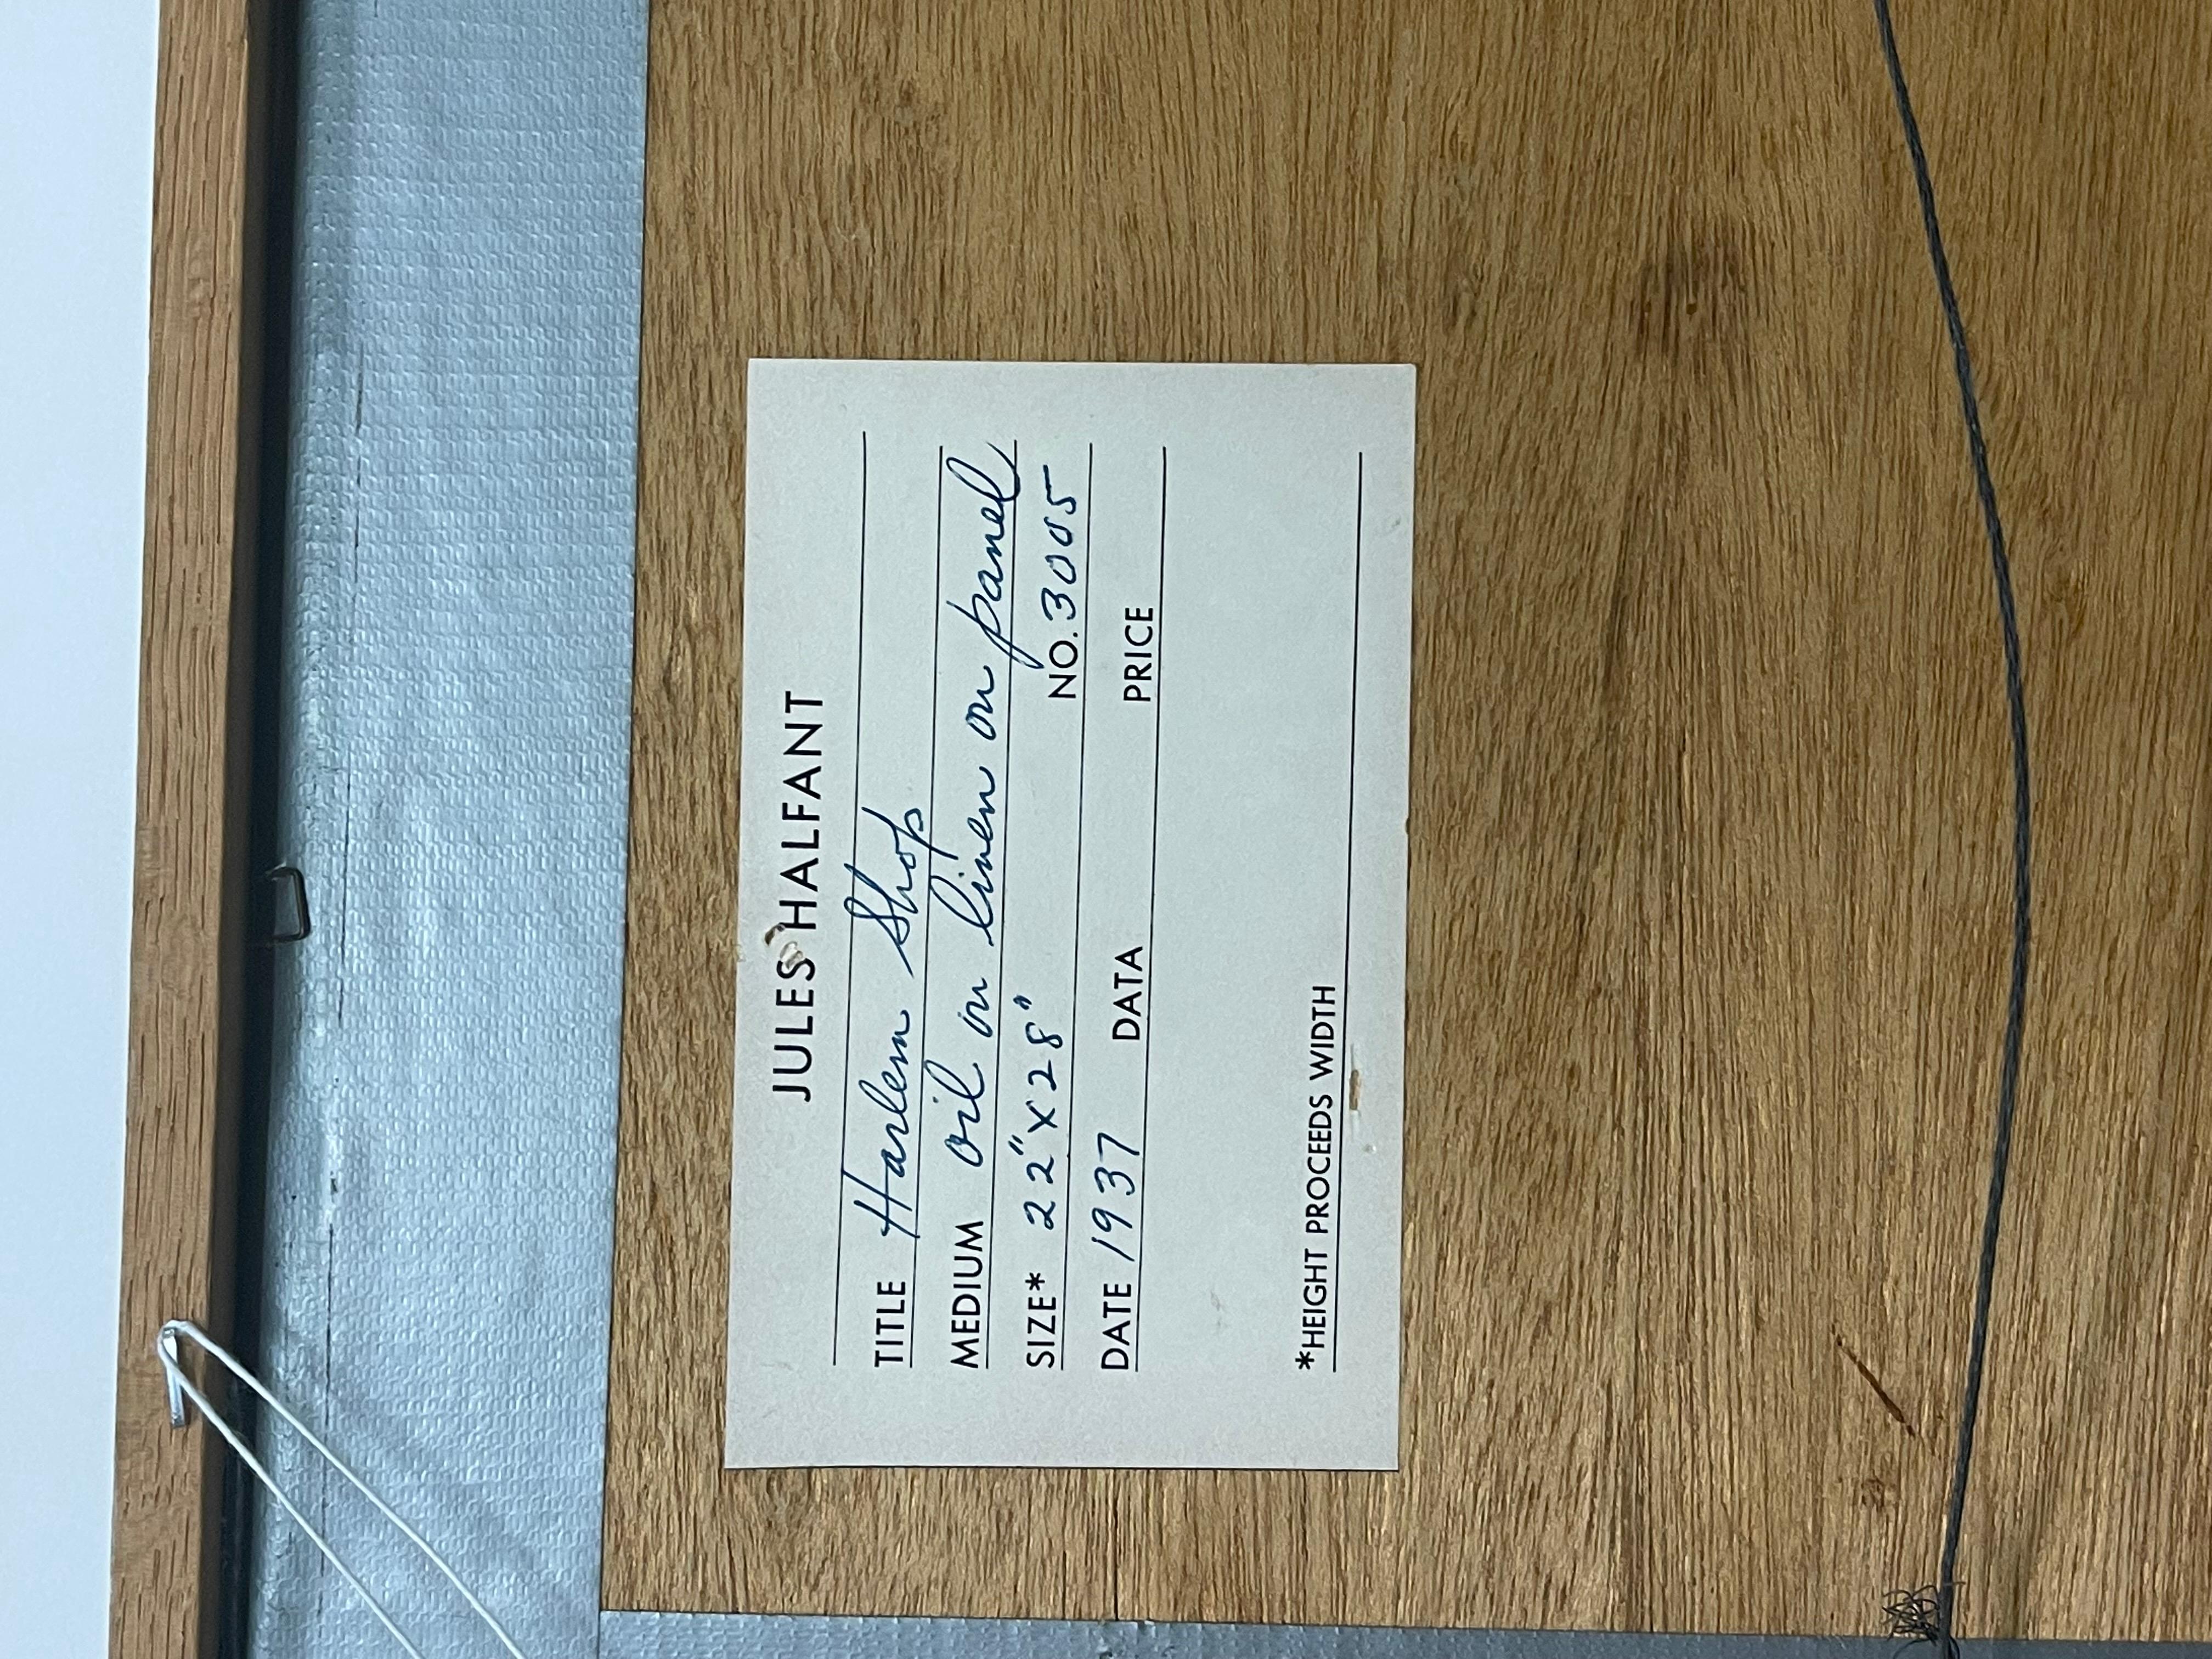 JULES HALFANT
TITLE Harlem Shop
MEDIUM oil on linen on panel
SIZE* 22" x 28" NO. 3005
DATE 1937 DATA PRICE
*HEIGHT PROCEEDS WIDTH